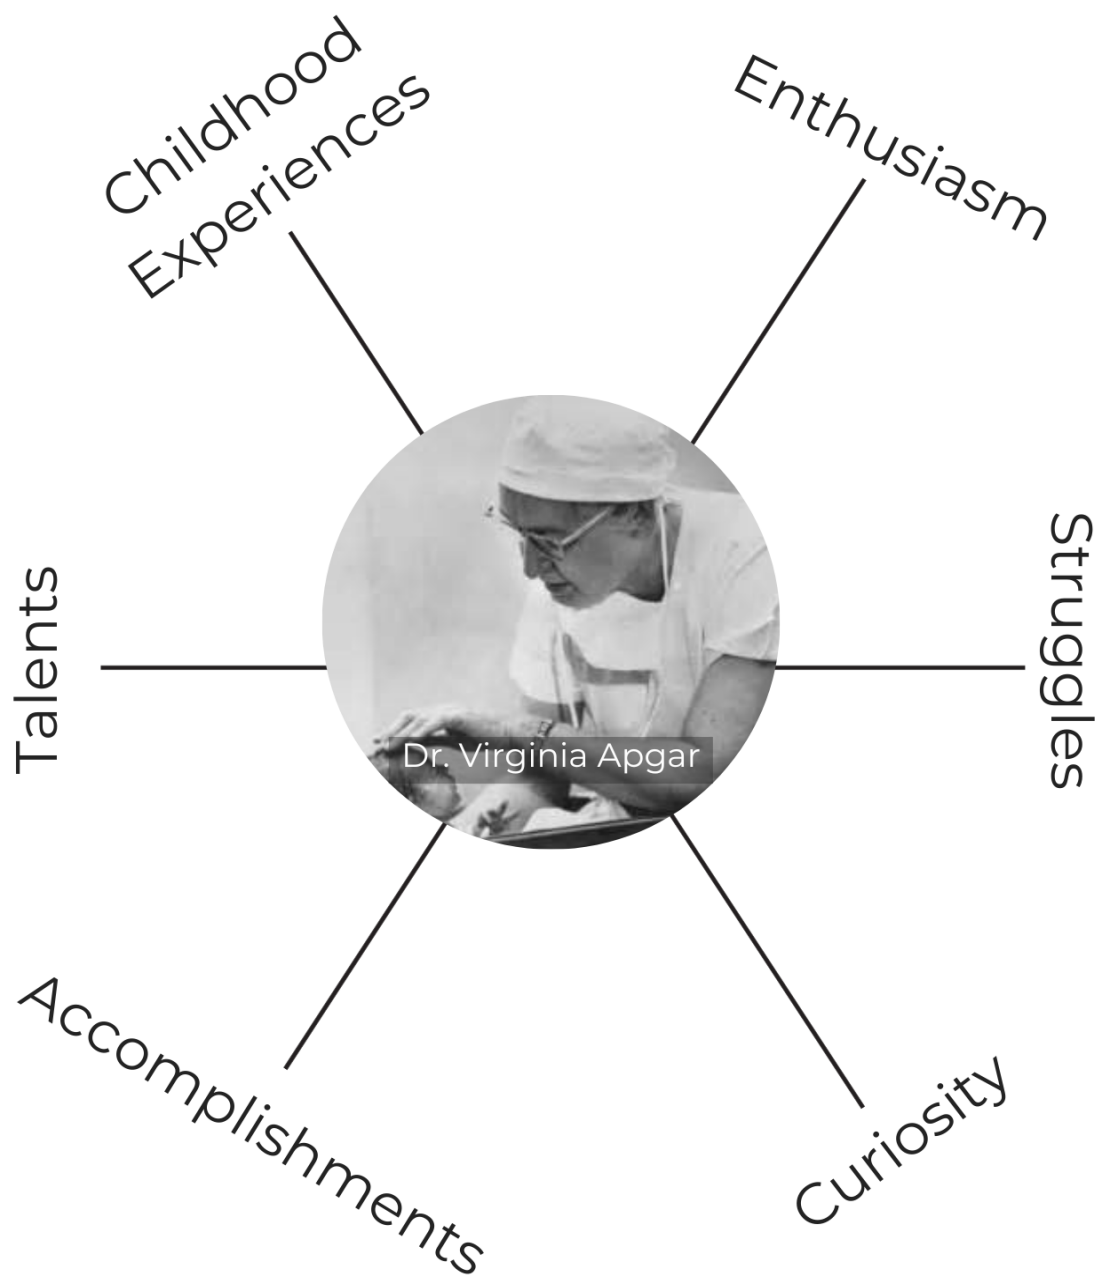 Childhood
Experiences
Enthusiasm
Talents
Struggles
Dr. Virginia Apgar
Accomplishments
Curiosity